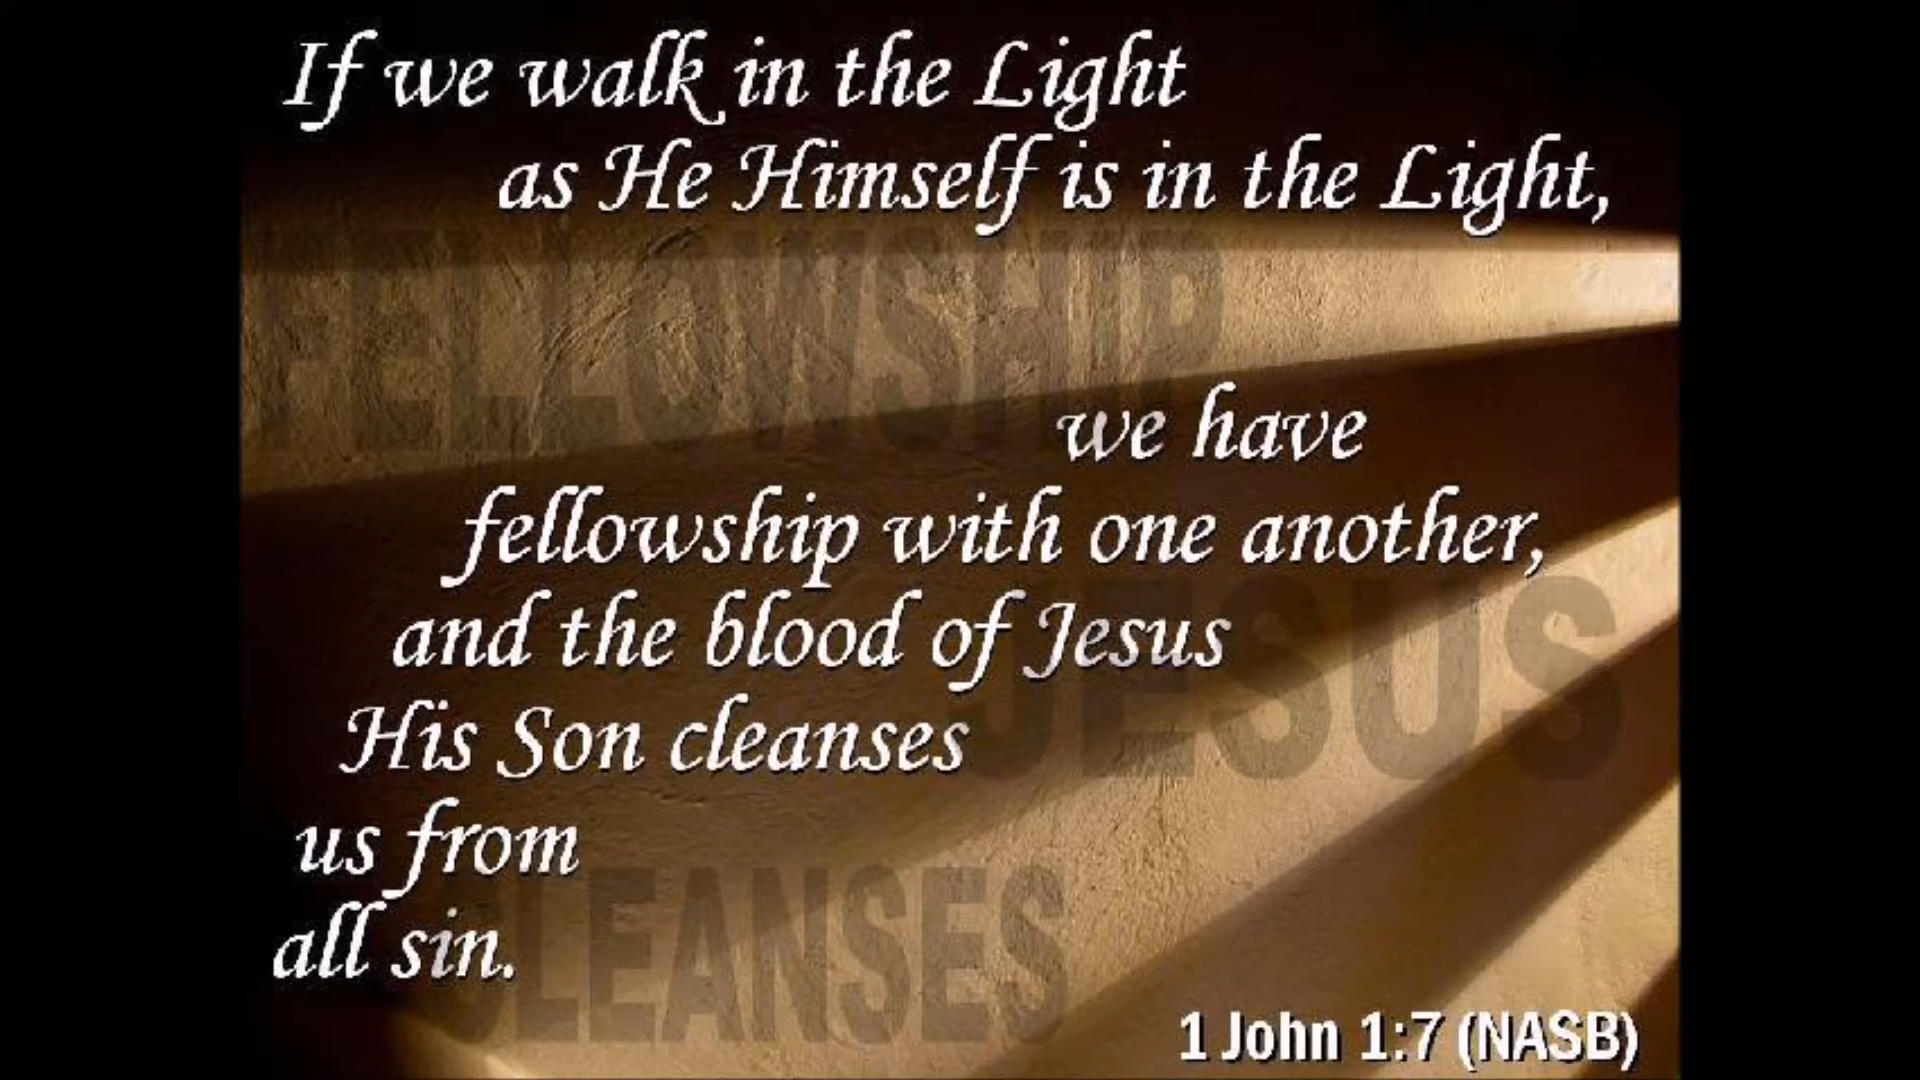 If we walk in the Light
as He Himself is in the Light,
FELLOWSHIP
we have
fellowship with one another,
and the blood of Jesus
JESUS
His Son cleanses
us from
all sin.
CLEANSES
1 John 1:7 (NASB)